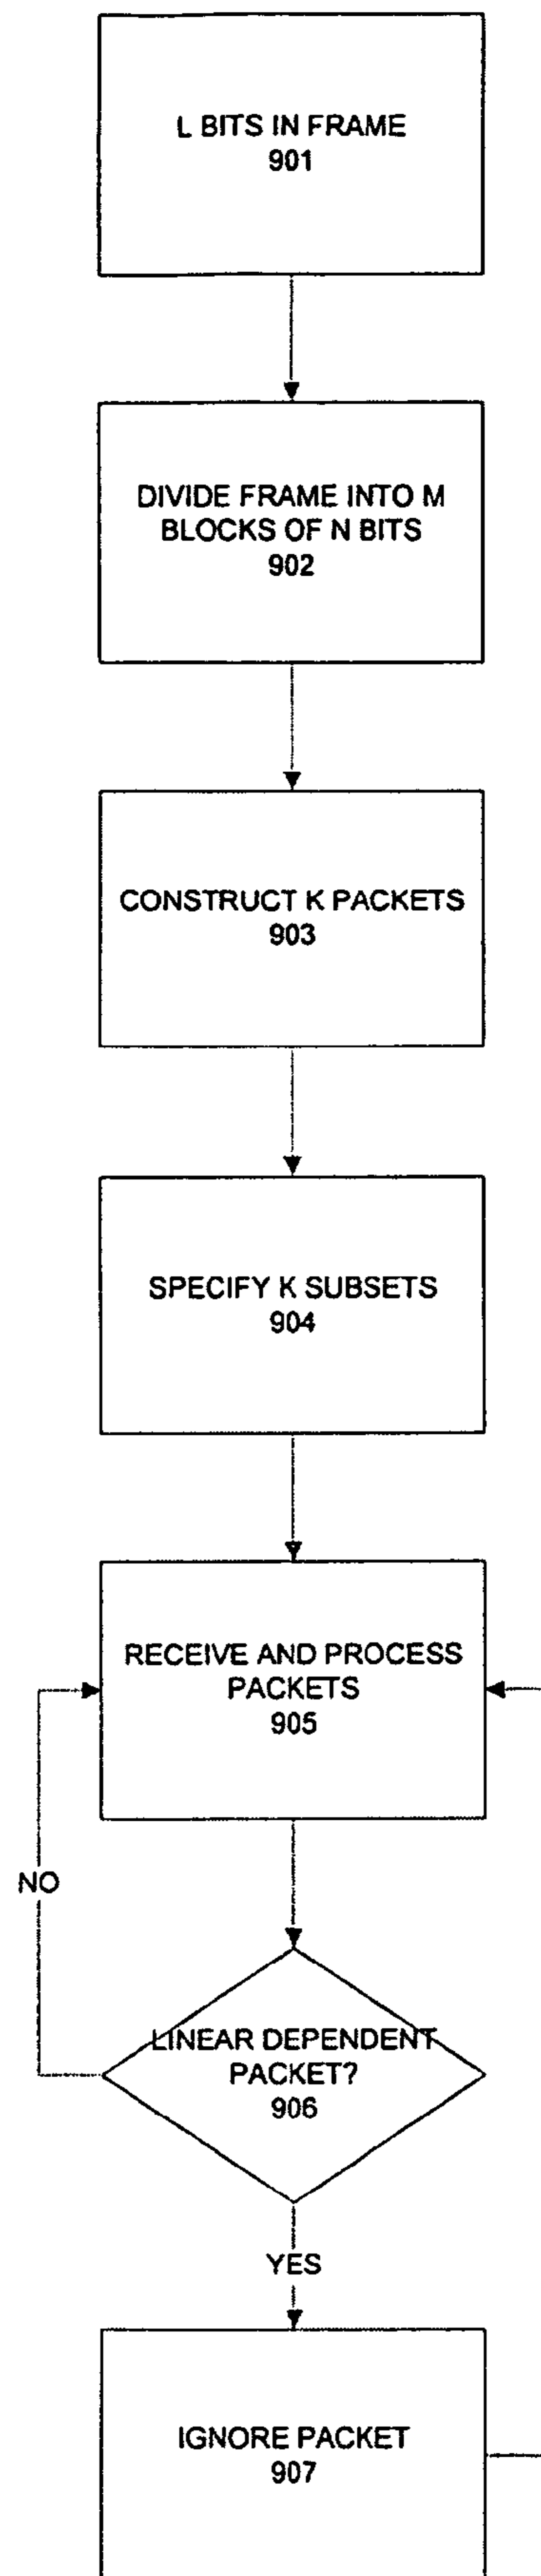 L BITS IN FRAME
901
DIVIDE FRAME INTO M
BLOCKS OF N BITS
902
CONSTRUCT K PACKETS
903
SPECIFY K SUBSETS
904
RECEIVE AND PROCESS
PACKETS
905
NO
LINEAR DEPENDENT
PACKET?
906
YES
IGNORE PACKET
907